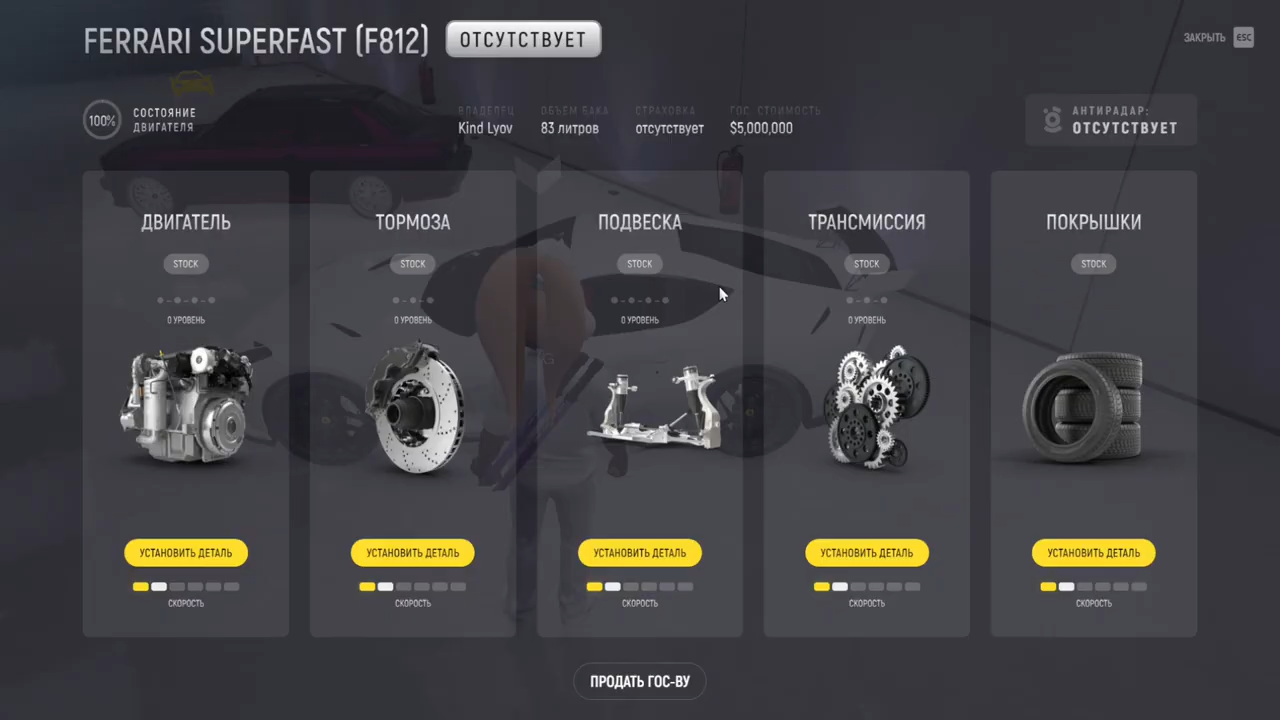 FERRARI SUPERFAST (F812)
ОТСУТСТВУЕТ
ЗАКРЫТЬ ESC
100%
СОСТОЯНИЕ
ДВИГАТЕЛЯ
ВЛАДЕЛЕЦ
Kind Lyov
ОБЪЕМ БАКА
83 литров
СТРАХОВКА
отсутствует
ГОС. СТОИМОСТЬ
$5,000,000
АНТИРАДАР:
ОТСУТСТВУЕТ
ДВИГАТЕЛЬ
STOCK
0 УРОВЕНЬ
УСТАНОВИТЬ ДЕТАЛЬ
СКОРОСТЬ
ТОРМОЗА
STOCK
0 УРОВЕНЬ
УСТАНОВИТЬ ДЕТАЛЬ
СКОРОСТЬ
ПОДВЕСКА
STOCK
0 УРОВЕНЬ
УСТАНОВИТЬ ДЕТАЛЬ
СКОРОСТЬ
ТРАНСМИССИЯ
STOCK
0 УРОВЕНЬ
УСТАНОВИТЬ ДЕТАЛЬ
СКОРОСТЬ
ПОКРЫШКИ
STOCK
УСТАНОВИТЬ ДЕТАЛЬ
СКОРОСТЬ
ПРОДАТЬ ГОС-ВУ